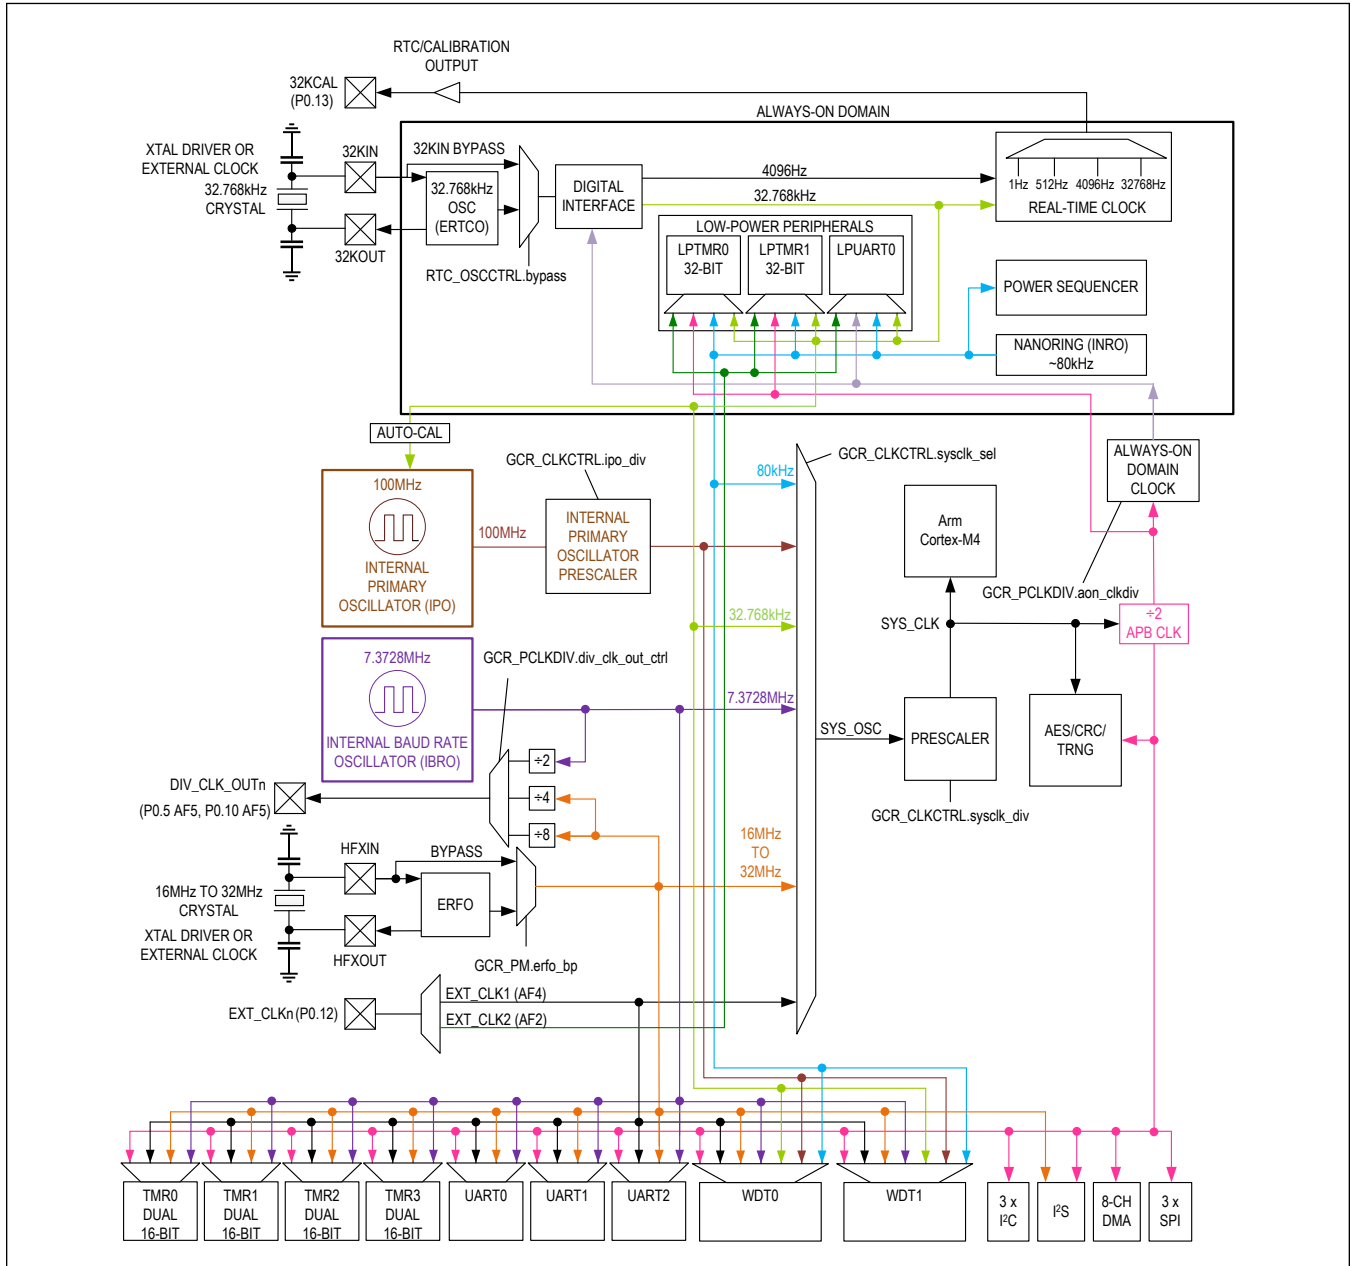 RTC/CALIBRATION
OUTPUT
32KCAL
(P0.13)
ALWAYS-ON DOMAIN
XTAL DRIVER OR
EXTERNAL CLOCK
32.768kHz
CRYSTAL
32KIN
32KOUT
32KIN BYPASS
32.768kHz
OSC
(ERTCO)
RTC_OSCCTRL.bypass
DIGITAL
INTERFACE
4096Hz
32.768kHz
1Hz
512Hz
4096Hz
32768Hz
REAL-TIME CLOCK
LOW-POWER PERIPHERALS
LPTMR0
32-BIT
LPTMR1
32-BIT
LPUART0
POWER SEQUENCER
NANORING (INRO)
~80kHz
AUTO-CAL
100MHz
INTERNAL
PRIMARY
OSCILLATOR (IPO)
100MHz
GCR_CLKCTRL.ipo_div
INTERNAL
PRIMARY
OSCILLATOR
PRESCALER
80kHz
GCR_CLKCTRL.sysclk_sel
Arm
Cortex-M4
ALWAYS-ON
DOMAIN
CLOCK
GCR_PCLKDIV.aon_clkdiv
32.768kHz
SYS_CLK
÷2
APB CLK
7.3728MHz
INTERNAL BAUD RATE
OSCILLATOR (IBRO)
GCR_PCLKDIV.div_clk_out_ctrl
7.3728MHz
SYS_OSC
PRESCALER
AES/CRC/
TRNG
GCR_CLKCTRL.sysclk_div
÷2
÷4
÷8
DIV_CLK_OUTn
(P0.5 AF5, P0.10 AF5)
HFXIN
BYPASS
16MHz TO 32MHz
CRYSTAL
ERFO
XTAL DRIVER OR
EXTERNAL CLOCK
HFXOUT
GCR_PM.erfo_bp
16MHz
TO
32MHz
EXT_CLKn (P0.12)
EXT_CLK1 (AF4)
EXT_CLK2 (AF2)
TMR0
DUAL
16-BIT
TMR1
DUAL
16-BIT
TMR2
DUAL
16-BIT
TMR3
DUAL
16-BIT
UART0
UART1
UART2
WDT0
WDT1
3 x
I²C
I²S
8-CH
DMA
3 x
SPI